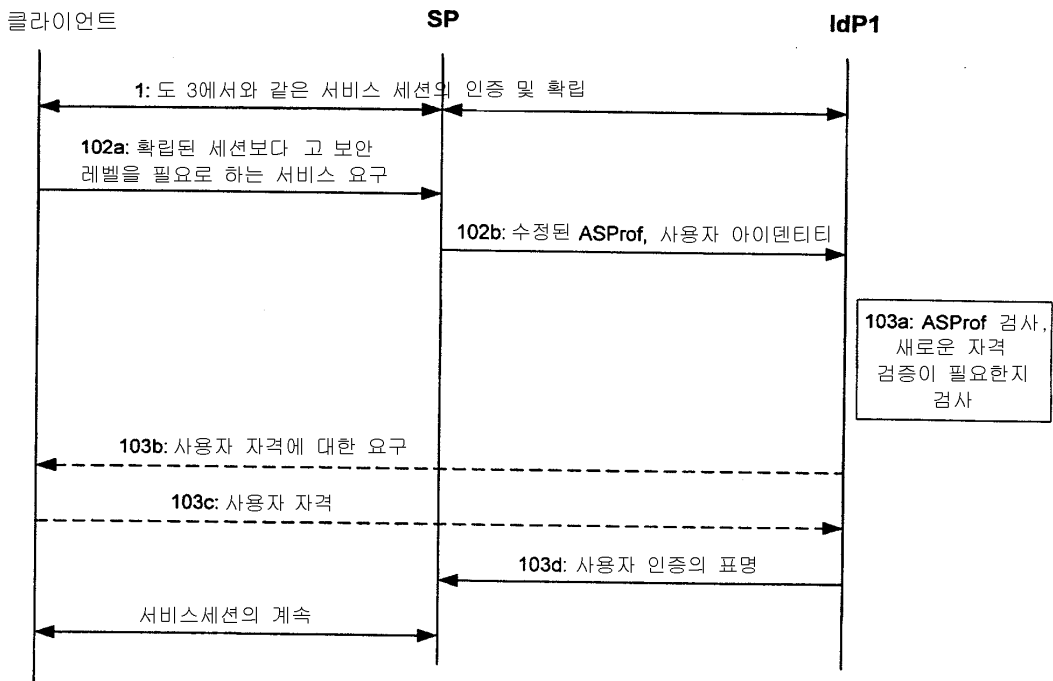 클라이언트
SP
IdP1
1: 도 3에서와 같은 서비스 세션의 인증 및 확립
102a: 확립된 세션보다 고 보안
레벨을 필요로 하는 서비스 요구
102b: 수정된 ASProf, 사용자 아이덴티티
103a: ASProf 검사,
새로운 자격
검증이 필요한지
검사
103b: 사용자 자격에 대한 요구
103c: 사용자 자격
103d: 사용자 인증의 표명
서비스세션의 계속